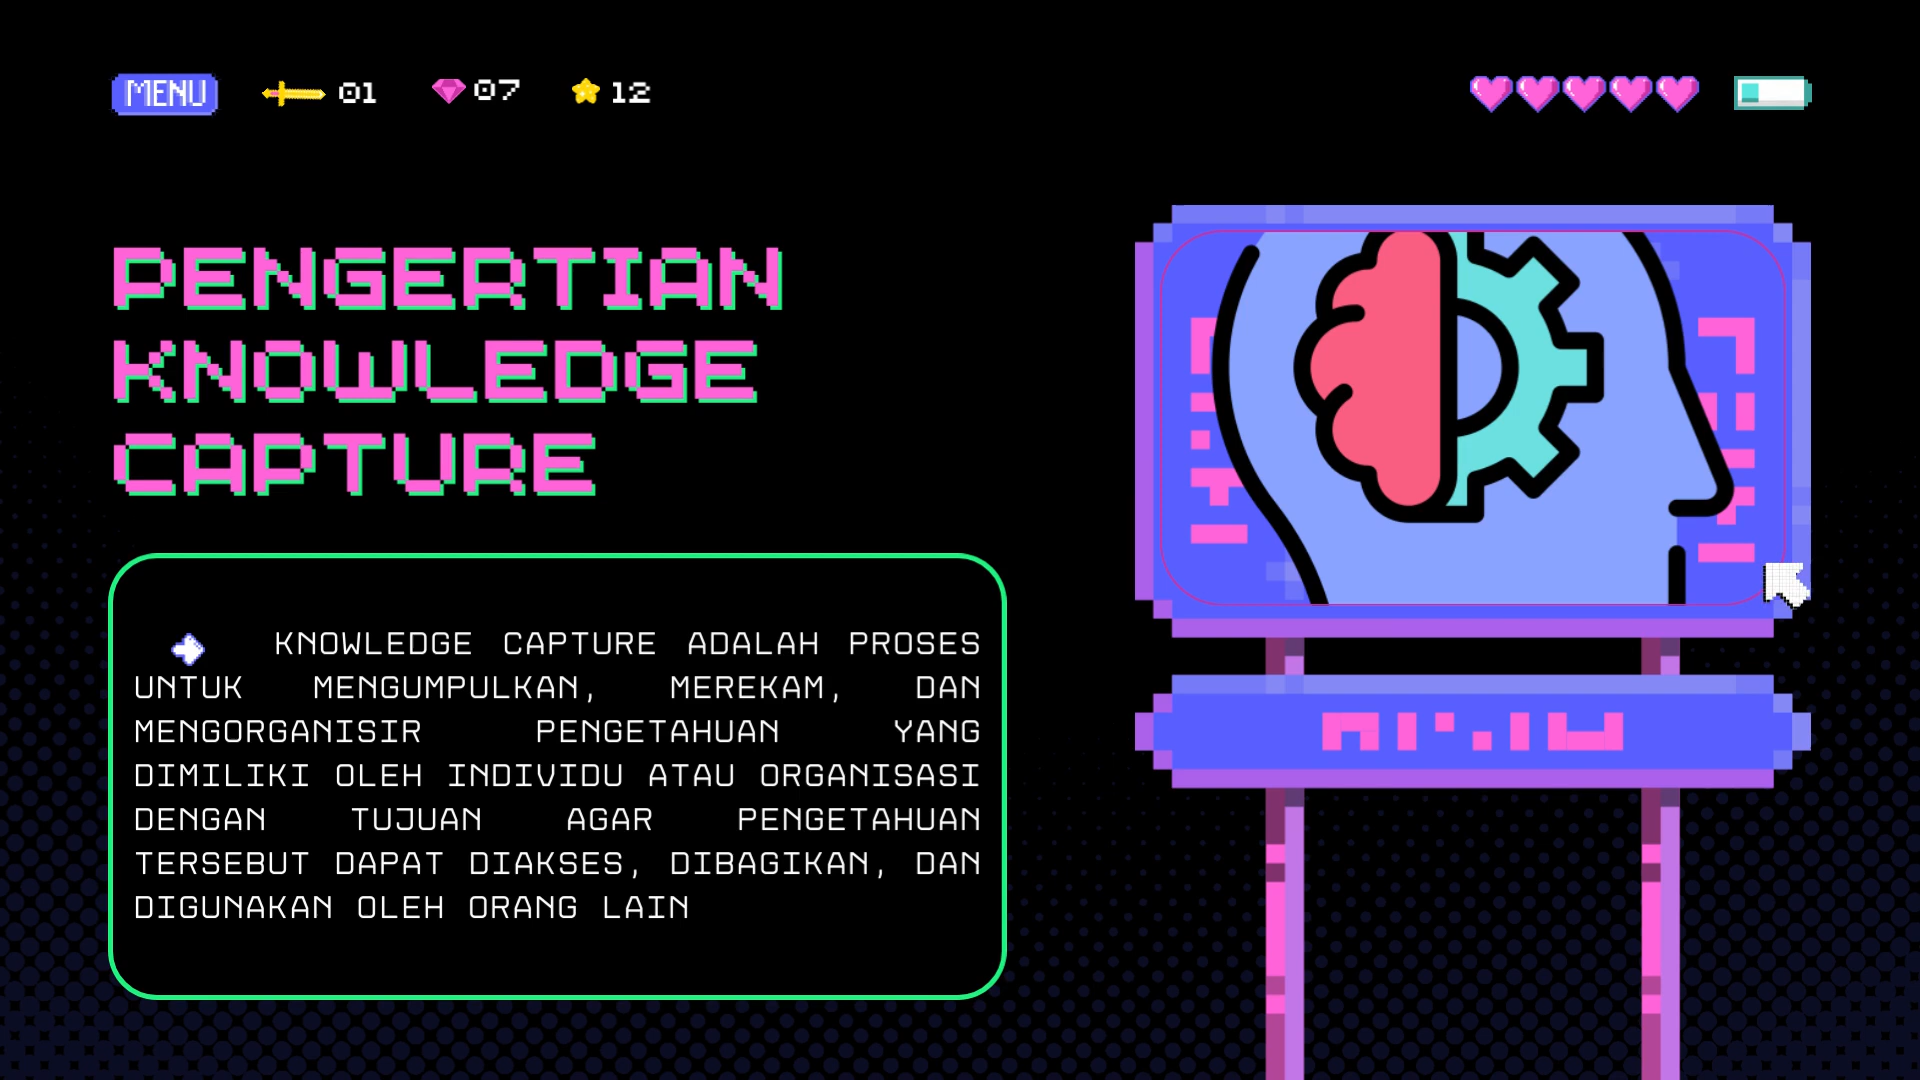 MENU 01 07 12
PENGERTIAN
KNOWLEDGE
CAPTURE
KNOWLEDGE CAPTURE ADALAH PROSES
UNTUK MENGUMPULKAN, MEREKAM, DAN
MENGORGANISIR PENGETAHUAN YANG
DIMILIKI OLEH INDIVIDU ATAU ORGANISASI
DENGAN TUJUAN AGAR PENGETAHUAN
TERSEBUT DAPAT DIAKSES, DIBAGIKAN, DAN
DIGUNAKAN OLEH ORANG LAIN